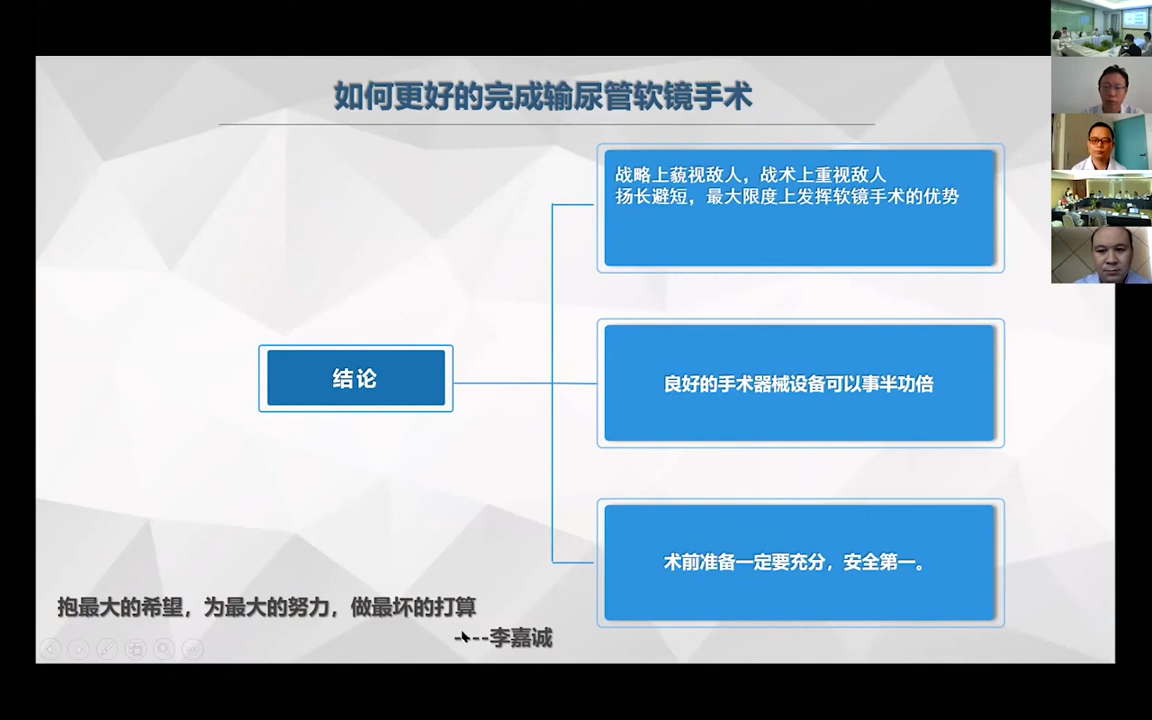 如何更好的完成输尿管软镜手术
战略上藐视敌人，战术上重视敌人
扬长避短，最大限度上发挥软镜手术的优势
结论
良好的手术器械设备可以事半功倍
术前准备一定要充分，安全第一。
抱最大的希望，为最大的努力，做最坏的打算
----李嘉诚